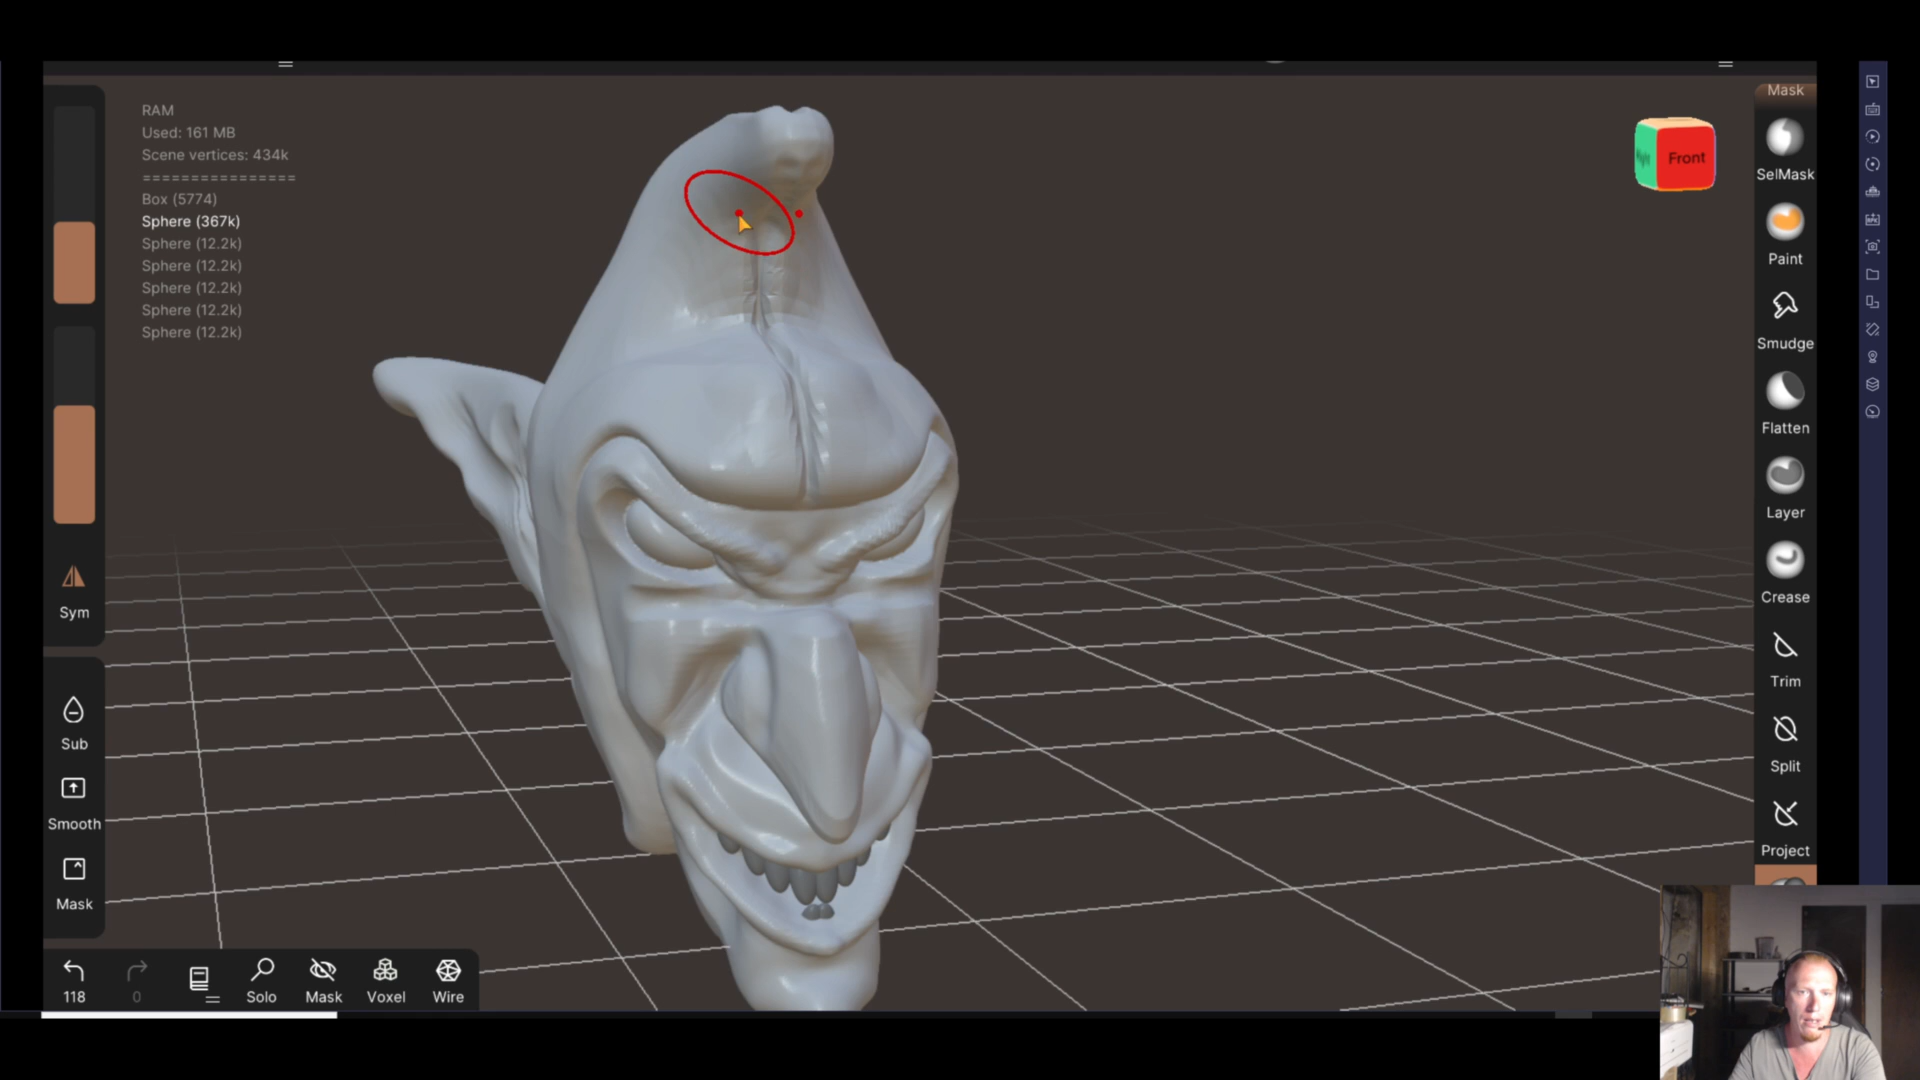 RAM
Used: 161 MB
Scene vertices: 434k
================
Box (5774)
Sphere (367k)
Sphere (12.2k)
Sphere (12.2k)
Sphere (12.2k)
Sphere (12.2k)
Sphere (12.2k)
Sym
Sub
Smooth
Mask
118
0
Solo
Mask
Voxel
Wire
Right
Front
Mask
SelMask
Paint
Smudge
Flatten
Layer
Crease
Trim
Split
Project